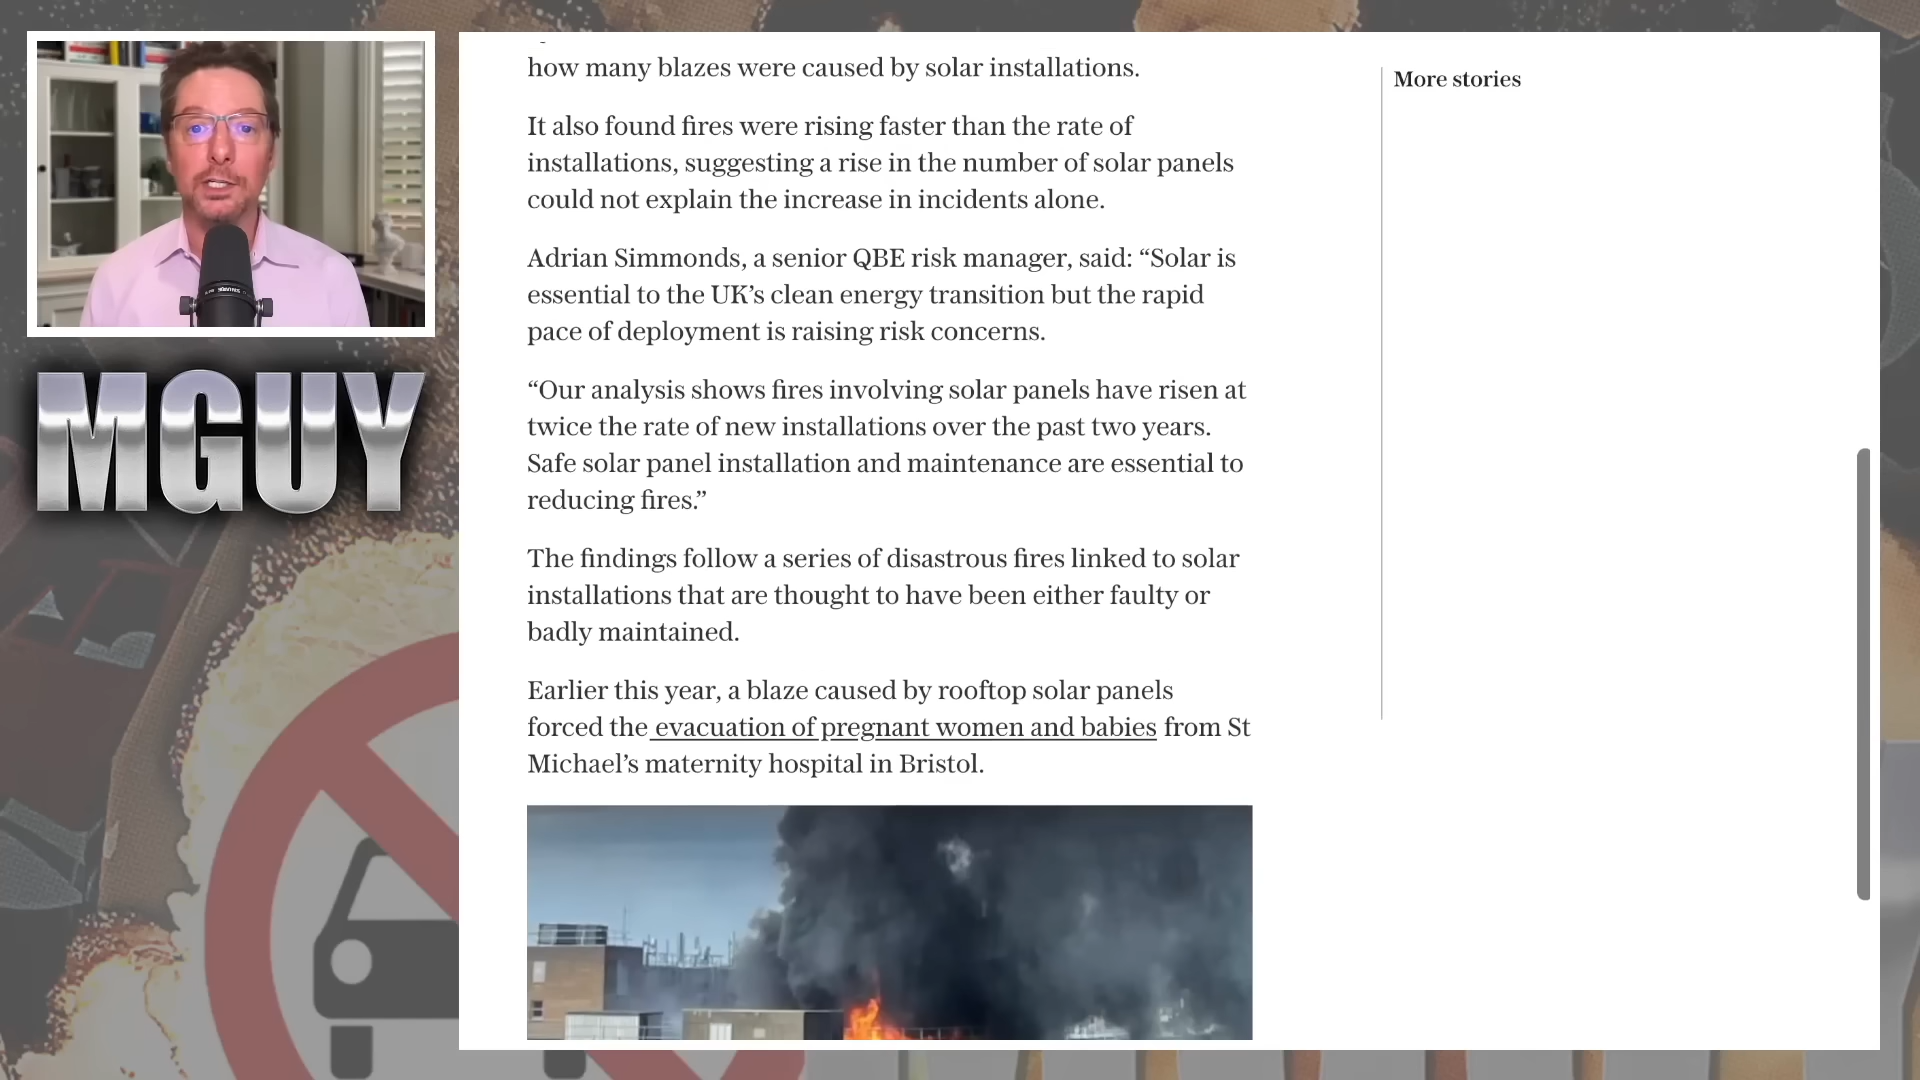 how many blazes were caused by solar installations.
It also found fires were rising faster than the rate of
installations, suggesting a rise in the number of solar panels
could not explain the increase in incidents alone.
Adrian Simmonds, a senior QBE risk manager, said: “Solar is
essential to the UK’s clean energy transition but the rapid
pace of deployment is raising risk concerns.
“Our analysis shows fires involving solar panels have risen at
twice the rate of new installations over the past two years.
Safe solar panel installation and maintenance are essential to
reducing fires.”
The findings follow a series of disastrous fires linked to solar
installations that are thought to have been either faulty or
badly maintained.
Earlier this year, a blaze caused by rooftop solar panels
forced the evacuation of pregnant women and babies from St
Michael’s maternity hospital in Bristol.
More stories
MGUY